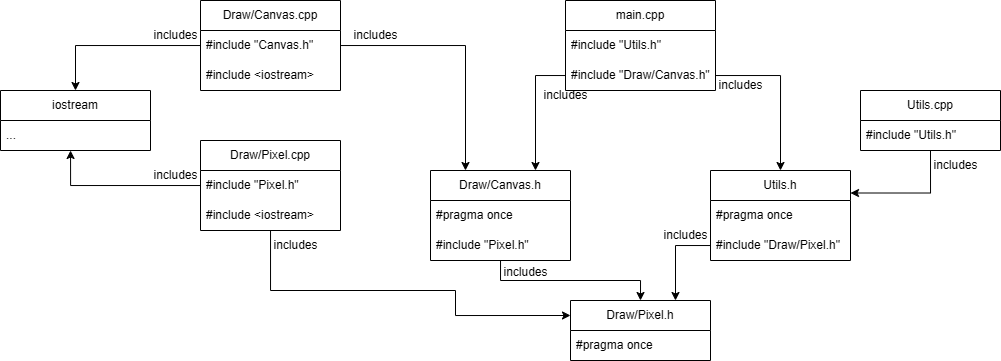 Draw/Canvas.cpp
#include "Canvas.h"
#include <iostream>
main.cpp
#include "Utils.h"
#include "Draw/Canvas.h"
includes
includes
includes
includes
iostream
...
Utils.cpp
#include "Utils.h"
Draw/Pixel.cpp
#include "Pixel.h"
#include <iostream>
includes
includes
Draw/Canvas.h
#pragma once
#include "Pixel.h"
Utils.h
#pragma once
#include "Draw/Pixel.h"
includes
includes
includes
Draw/Pixel.h
#pragma once